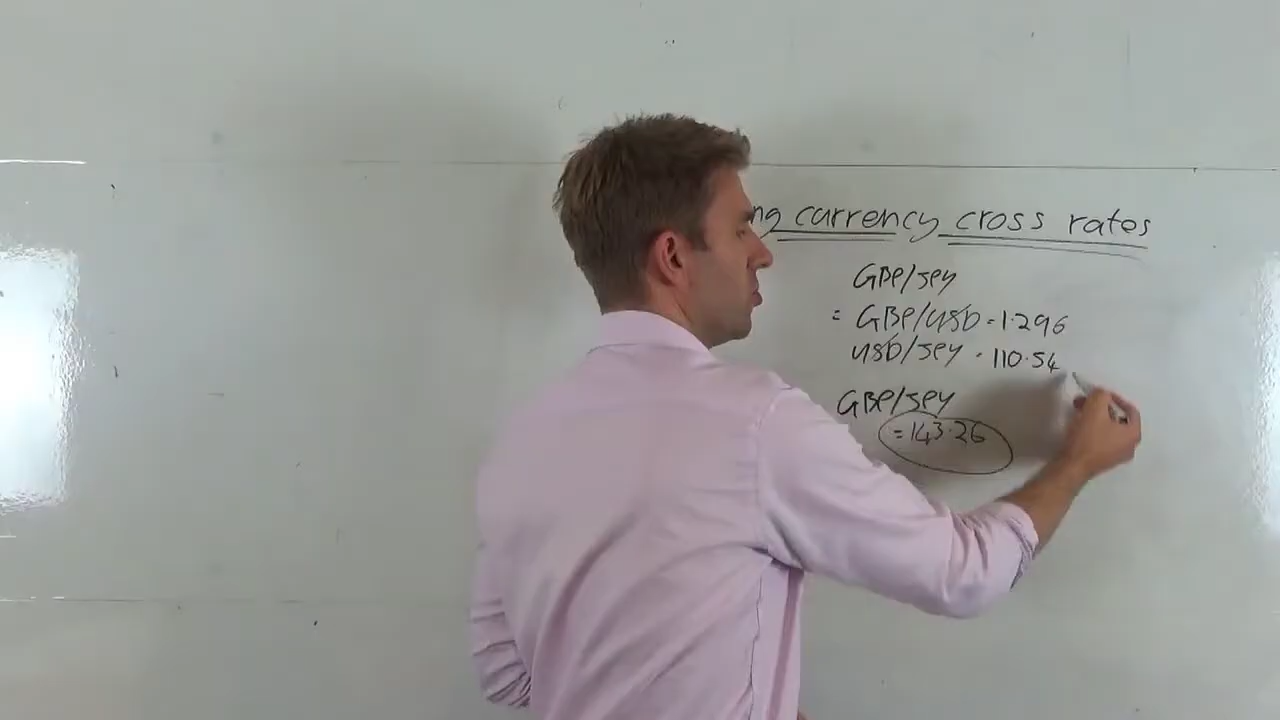 ng currency cross rates
GBP/JPY
= GBP/USD = 1.296
USD/JPY = 110.54
GBP/JPY
= 143.26